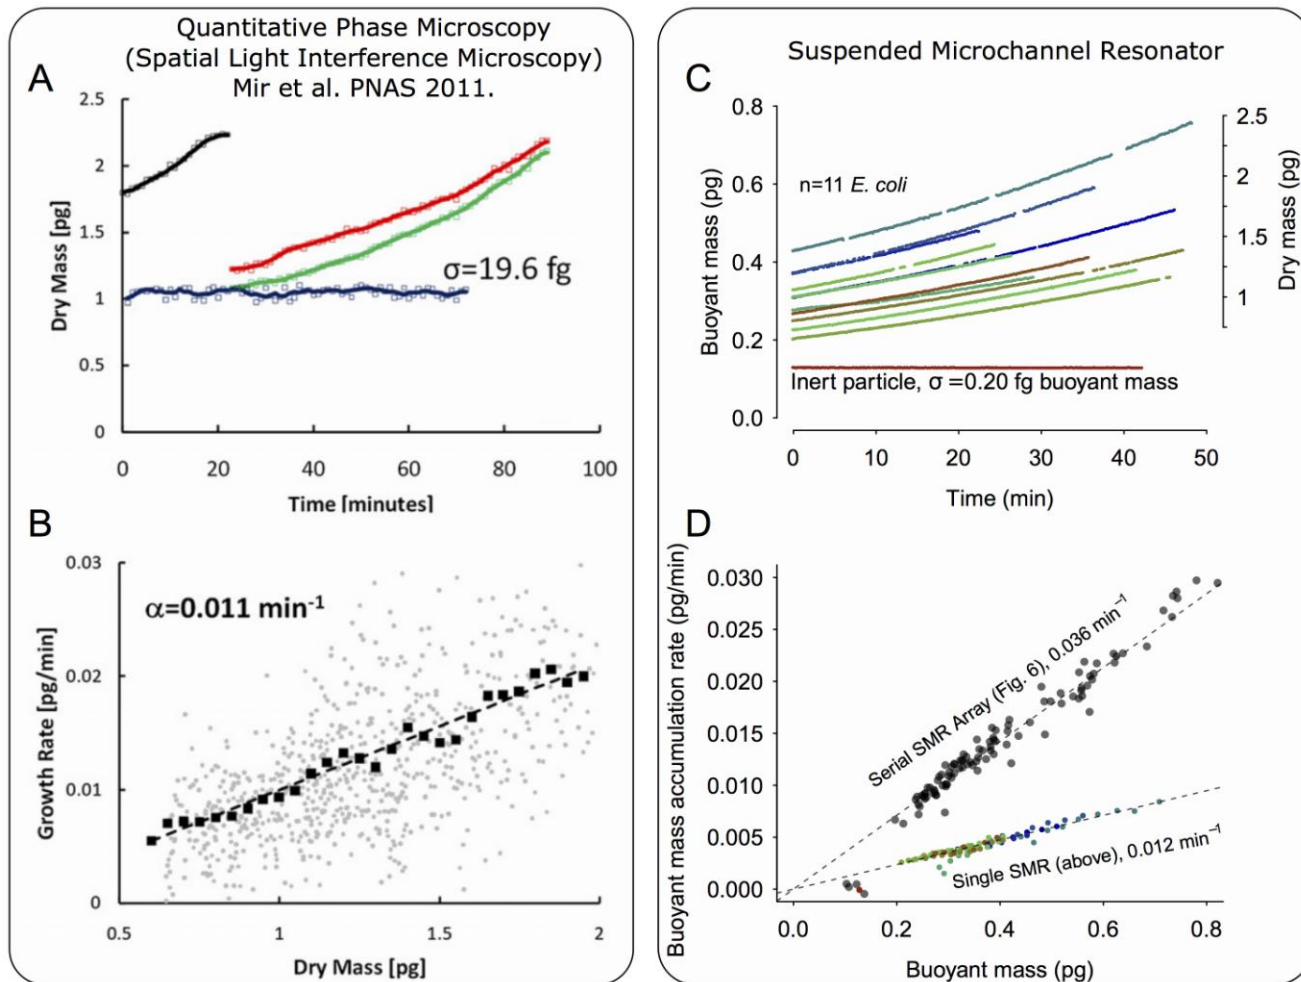 Quantitative Phase Microscopy
(Spatial Light Interference Microscopy)
Mir et al. PNAS 2011.
A
2.5
2
1.5
1
0.5
0
Dry Mass [pg]
σ=19.6 fg
0 20 40 60 80 100
Time [minutes]
B
0.03
0.02
0.01
0
Growth Rate [pg/min]
α=0.011 min-1
0.5 1 1.5 2
Dry Mass [pg]
Suspended Microchannel Resonator
C
0.8
0.6
0.4
0.2
0.0
Buoyant mass (pg)
n=11 E. coli
2.5
2
1.5
1
Dry mass (pg)
Inert particle, σ =0.20 fg buoyant mass
0 10 20 30 40 50
Time (min)
D
0.030
0.025
0.020
0.015
0.010
0.005
0.000
Buoyant mass accumulation rate (pg/min)
Serial SMR Array (Fig. 6), 0.036 min−1
Single SMR (above), 0.012 min−1
0.0 0.2 0.4 0.6 0.8
Buoyant mass (pg)